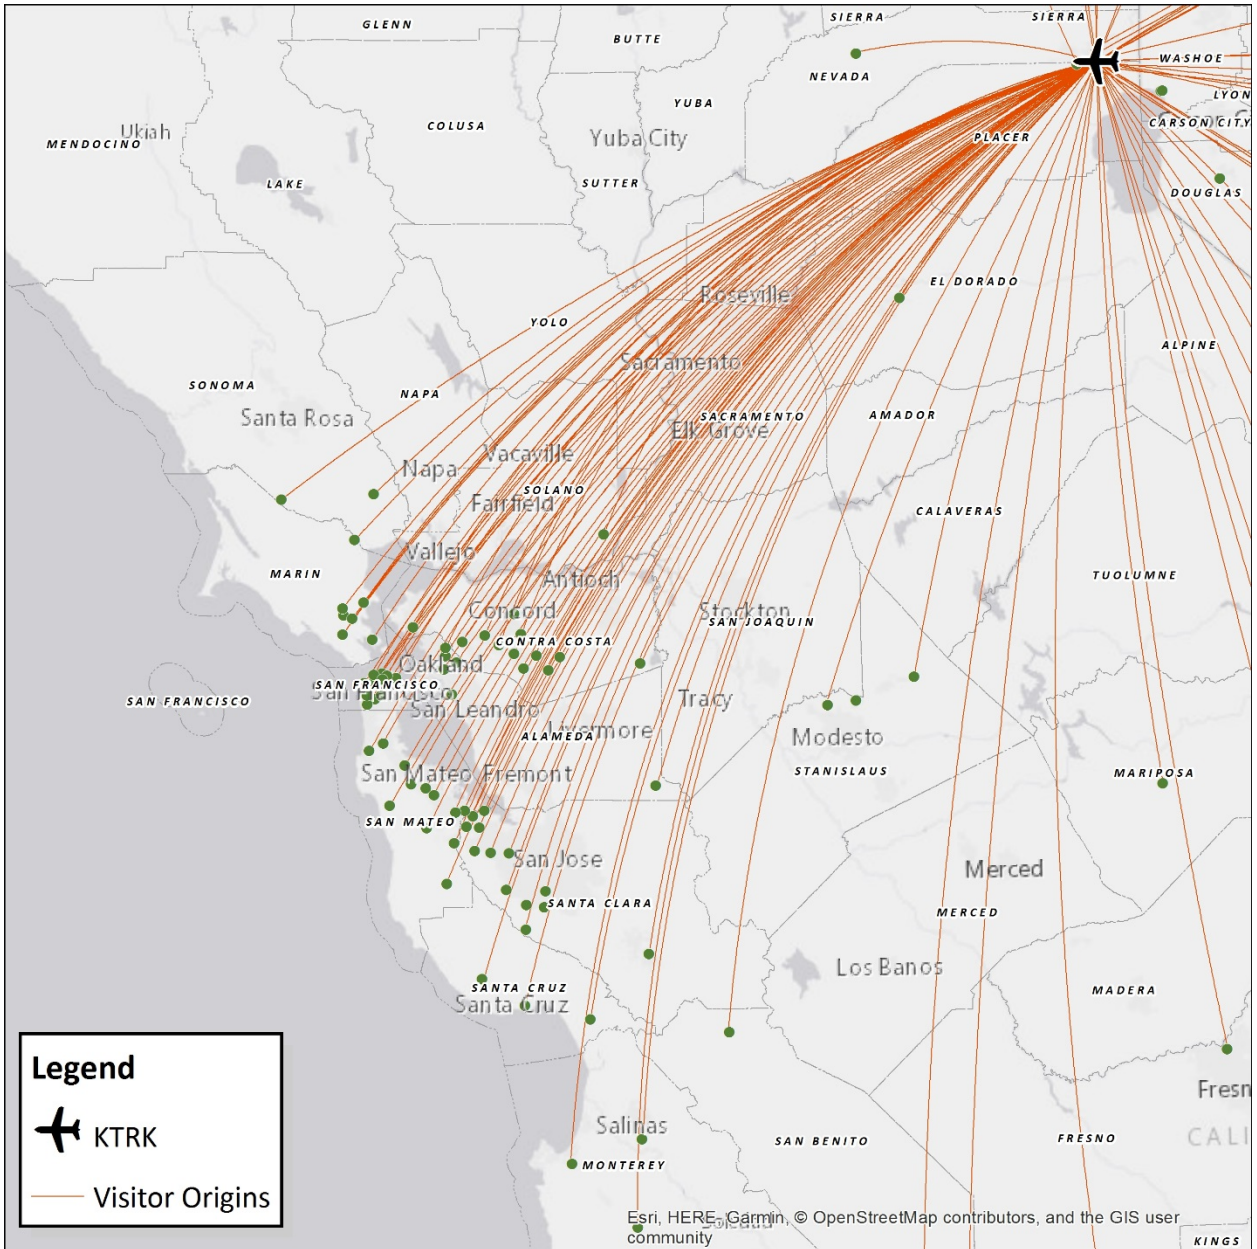 GLENN
SIERRA
SIERRA
BUTTE
WASHOE
NEVADA
LYON
YUBA
CARSON CITY
COLUSA
Ukiah
MENDOCINO
Yuba City
PLACER
LAKE
SUTTER
DOUGLAS
EL DORADO
Roseville
YOLO
ALPINE
Sacramento
SONOMA
NAPA
Santa Rosa
SACRAMENTO
AMADOR
Elk Grove
Vacaville
Napa
SOLANO
Fairfield
CALAVERAS
Vallejo
MARIN
Antioch
TUOLUMNE
Concord
Stockton
SAN JOAQUIN
CONTRA COSTA
Oakland
SAN FRANCISCO
San Francisco
SAN FRANCISCO
Tracy
San Leandro
Livermore
ALAMEDA
Modesto
San Mateo
Fremont
STANISLAUS
MARIPOSA
SAN MATEO
San Jose
Merced
SANTA CLARA
MERCED
Los Banos
SANTA CRUZ
Santa Cruz
MADERA
Legend
KTRK
Visitor Origins
Fresn
Salinas
SAN BENITO
FRESNO
CALI
MONTEREY
Soledad
Esri, HERE, Garmin, © OpenStreetMap contributors, and the GIS user
community
KINGS